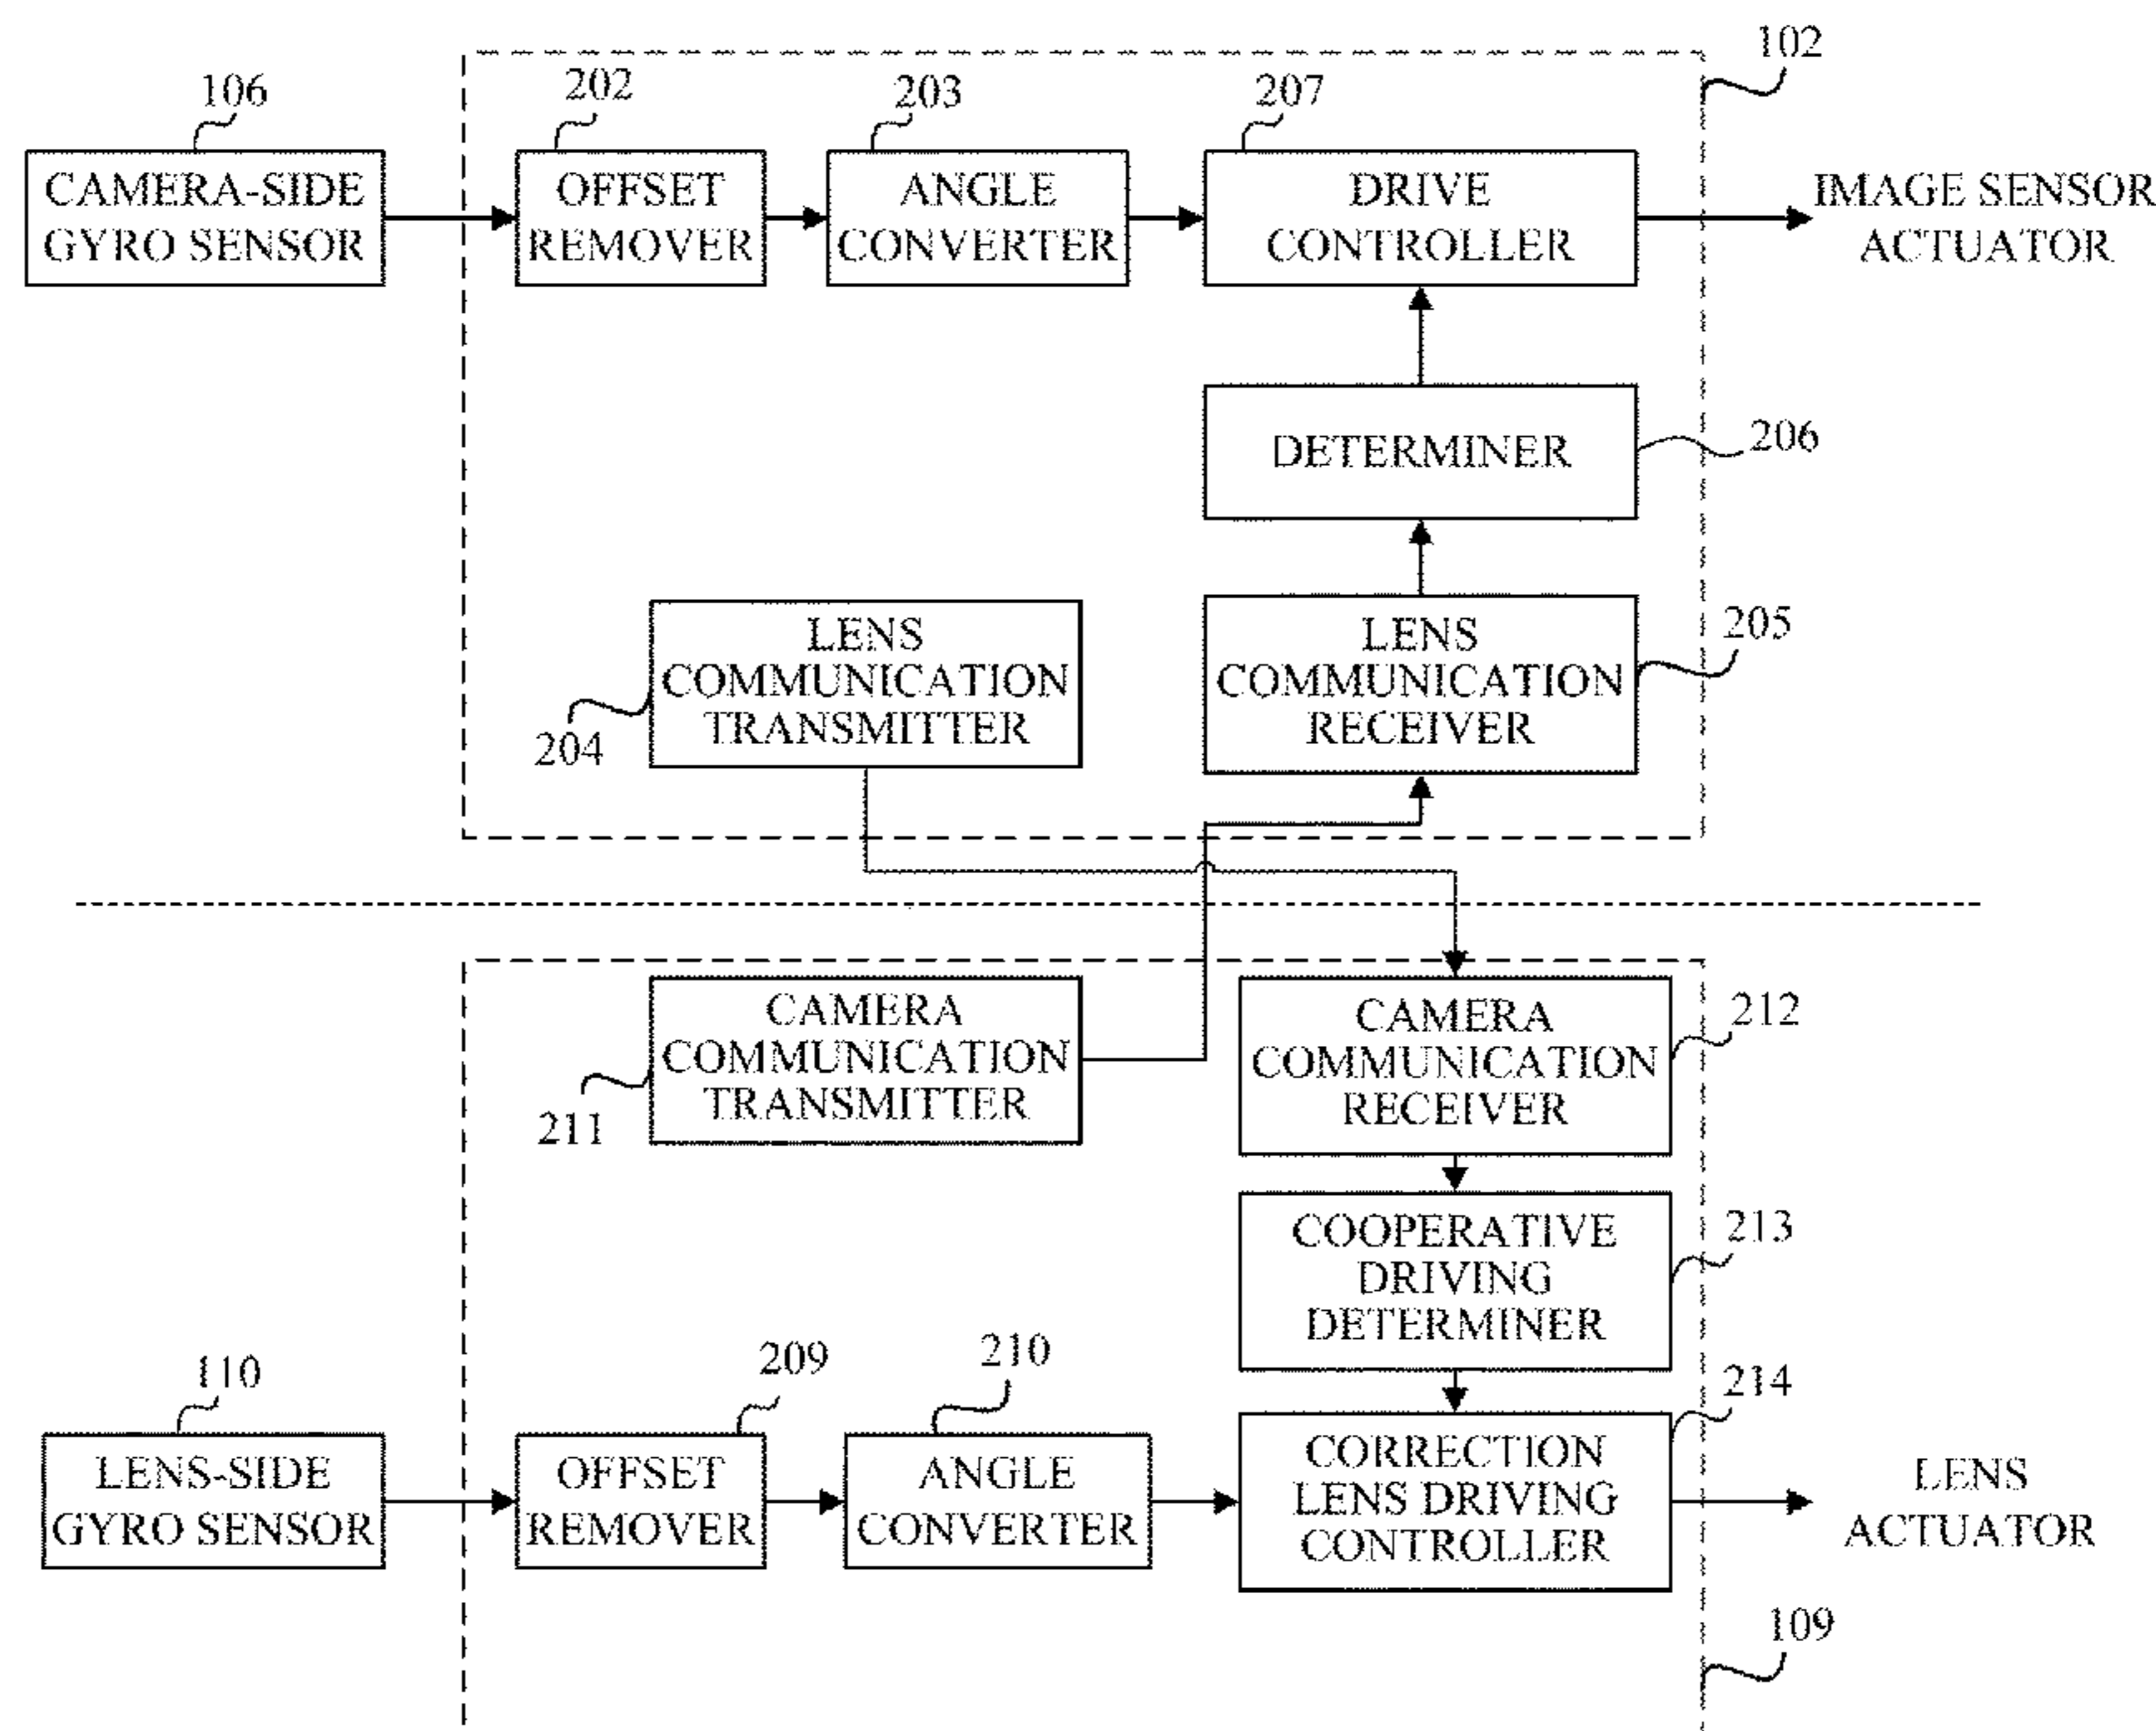 102
106
202
203
207
CAMERA-SIDE
GYRO SENSOR
OFFSET
REMOVER
ANGLE
CONVERTER
DRIVE
CONTROLLER
IMAGE SENSOR
ACTUATOR
DETERMINER
206
LENS
COMMUNICATION
TRANSMITTER
204
LENS
COMMUNICATION
RECEIVER
205
CAMERA
COMMUNICATION
TRANSMITTER
211
CAMERA
COMMUNICATION
RECEIVER
212
COOPERATIVE
DRIVING
DETERMINER
213
110
209
210
214
LENS-SIDE
GYRO SENSOR
OFFSET
REMOVER
ANGLE
CONVERTER
CORRECTION
LENS DRIVING
CONTROLLER
LENS
ACTUATOR
109